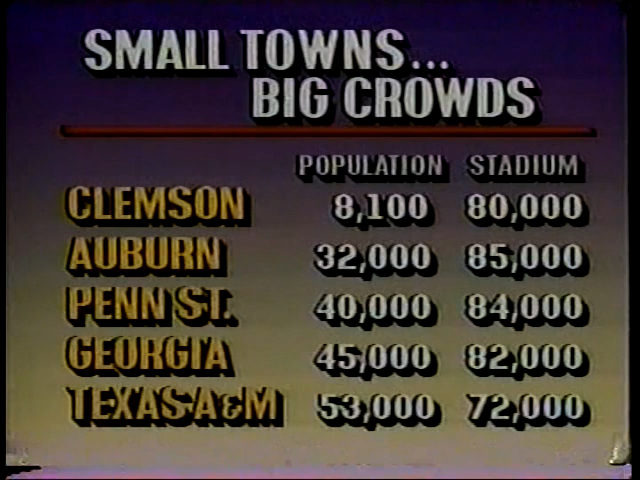 SMALL TOWNS...
BIG CROWDS
POPULATION STADIUM
CLEMSON 8,100 80,000
AUBURN 32,000 85,000
PENN ST. 40,000 84,000
GEORGIA 45,000 82,000
TEXAS A&M 53,000 72,000